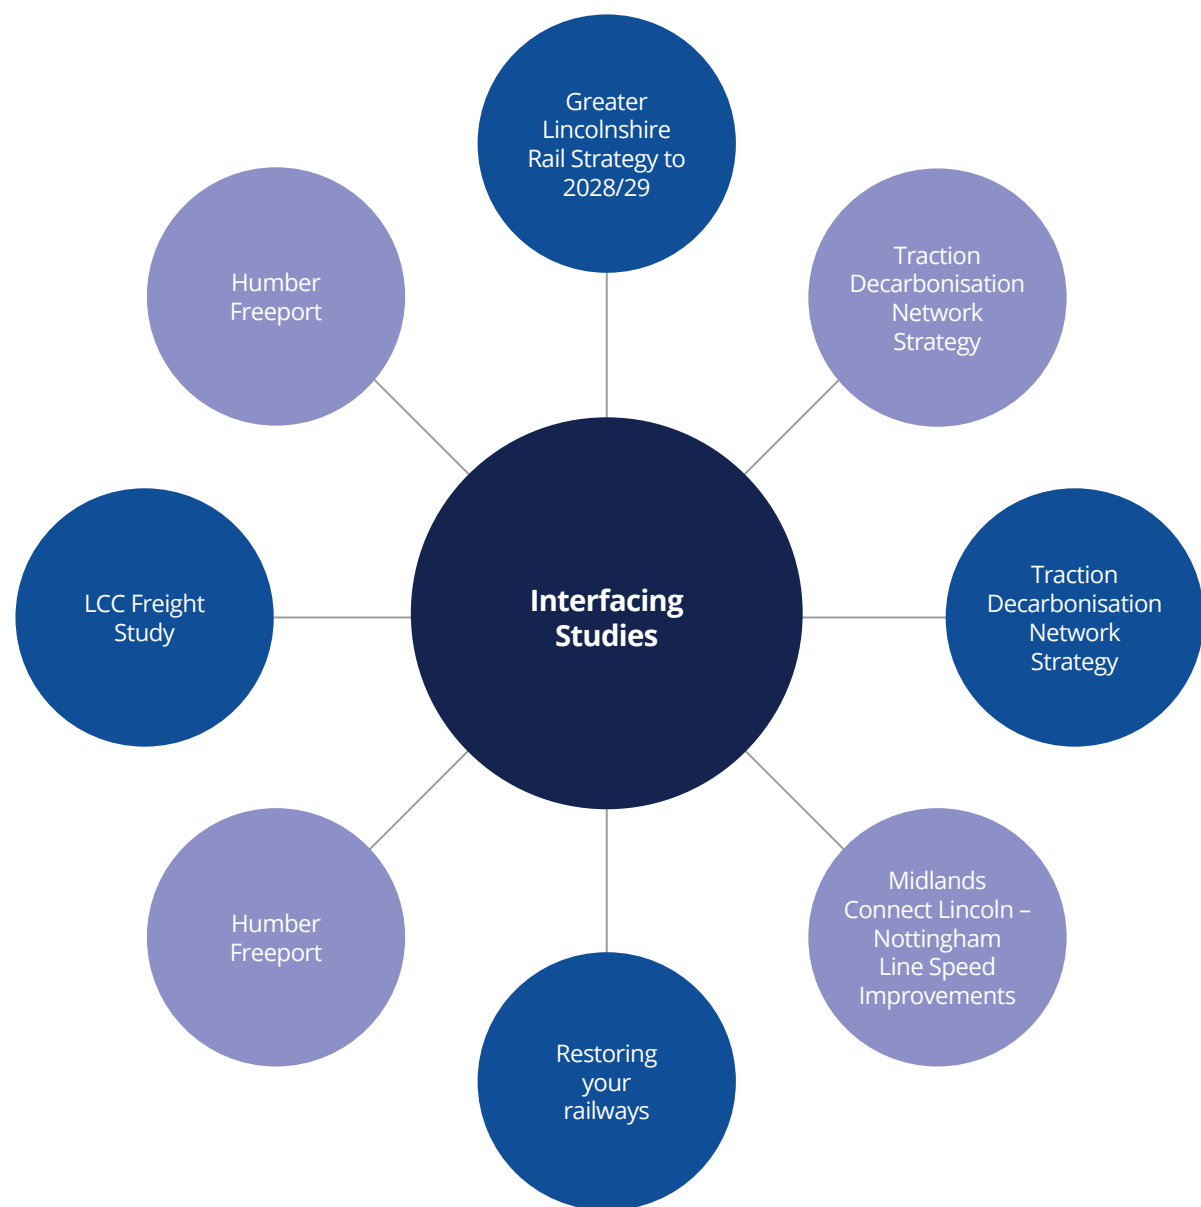 Greater
Lincolnshire
Rail Strategy to
2028/29
Traction
Decarbonisation
Network
Strategy
Traction
Decarbonisation
Network
Strategy
Midlands
Connect Lincoln –
Nottingham
Line Speed
Improvements
Restoring
your
railways
Humber
Freeport
LCC Freight
Study
Humber
Freeport
Interfacing
Studies